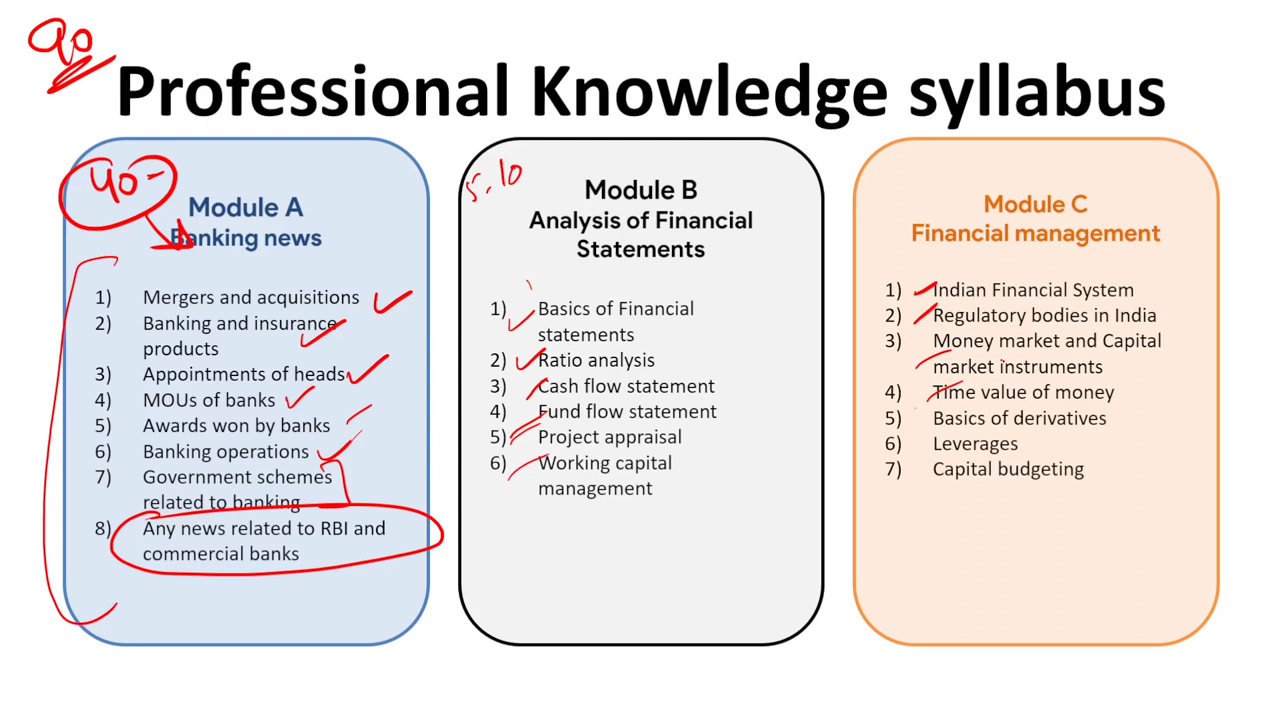 90
Professional Knowledge syllabus
40-
Module A
Banking news
1) Mergers and acquisitions
2) Banking and insurance
products
3) Appointments of heads
4) MOUs of banks
5) Awards won by banks
6) Banking operations
7) Government schemes
related to banking
8) Any news related to RBI and
commercial banks
5.10
Module B
Analysis of Financial
Statements
1) Basics of Financial
statements
2) Ratio analysis
3) Cash flow statement
4) Fund flow statement
5) Project appraisal
6) Working capital
management
Module C
Financial management
1) Indian Financial System
2) Regulatory bodies in India
3) Money market and Capital
market instruments
4) Time value of money
5) Basics of derivatives
6) Leverages
7) Capital budgeting